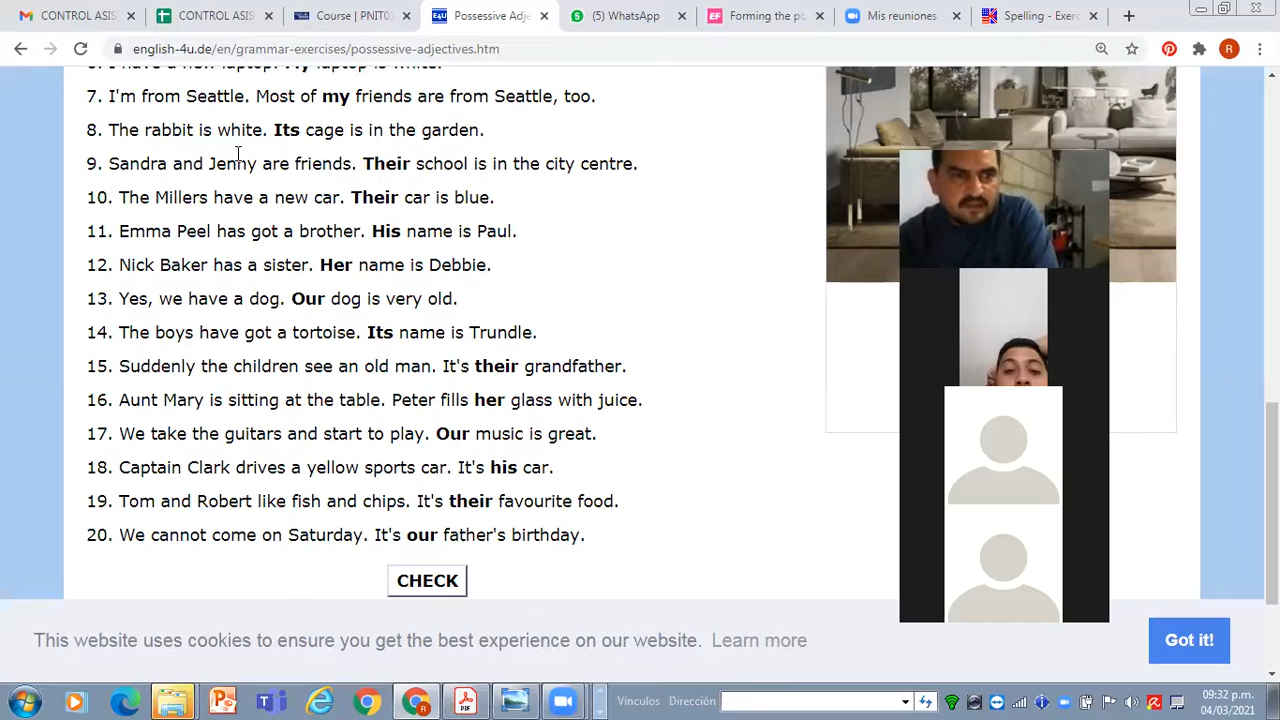 CONTROL ASIS
CONTROL ASIS
Course | PNITA
Possessive Adj
() WhatsApp
Forming the p
Mis reuniones
Spelling - Exer
english-4u.de/en/grammar-exercises/possessive-adjectives.htm
R
7. I'm from Seattle. Most of my friends are from Seattle, too.
8. The rabbit is white. Its cage is in the garden.
9. Sandra and Jenny are friends. Their school is in the city centre.
10. The Millers have a new car. Their car is blue.
11. Emma Peel has got a brother. His name is Paul.
12. Nick Baker has a sister. Her name is Debbie.
13. Yes, we have a dog. Our dog is very old.
14. The boys have got a tortoise. Its name is Trundle.
15. Suddenly the children see an old man. It's their grandfather.
16. Aunt Mary is sitting at the table. Peter fills her glass with juice.
17. We take the guitars and start to play. Our music is great.
18. Captain Clark drives a yellow sports car. It's his car.
19. Tom and Robert like fish and chips. It's their favourite food.
20. We cannot come on Saturday. It's our father's birthday.
CHECK
This website uses cookies to ensure you get the best experience on our website. Learn more
Got it!
Vínculos Dirección
09:32 p.m.
04/03/2021